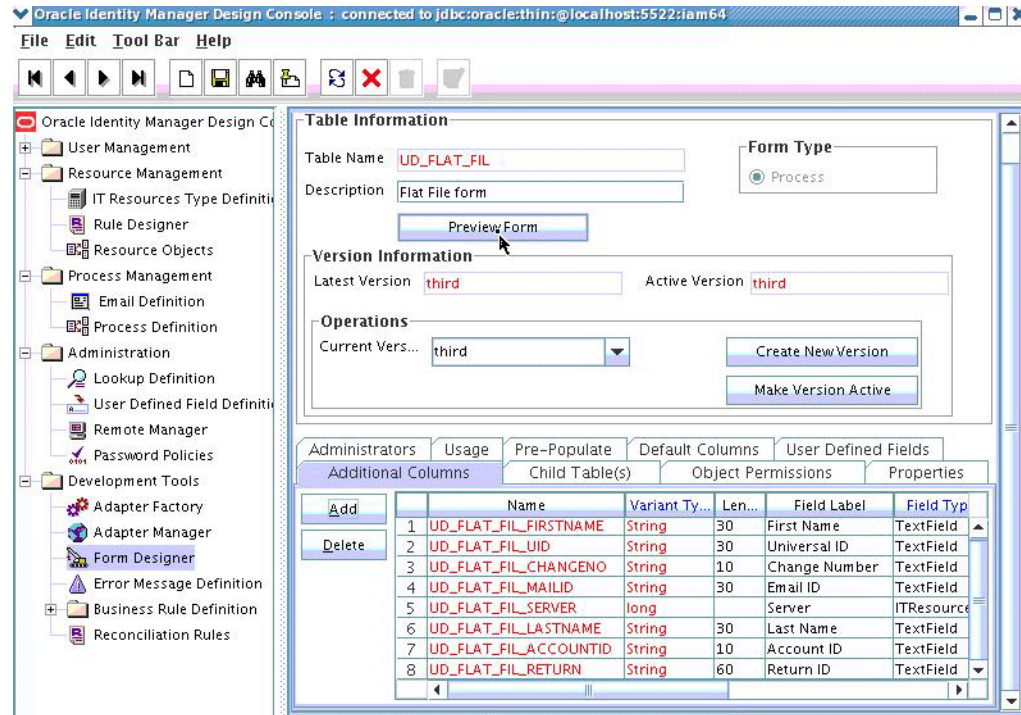 Oracle Identity Manager Design Console : connected to jdbc:oracle:thin:@localhost:5522:iam64
File Edit Tool Bar Help
Oracle Identity Manager Design Co
User Management
Resource Management
IT Resources Type Definiti
Rule Designer
Resource Objects
Process Management
Email Definition
Process Definition
Administration
Lookup Definition
User Defined Field Definiti
Remote Manager
Password Policies
Development Tools
Adapter Factory
Adapter Manager
Form Designer
Error Message Definition
Business Rule Definition
Reconciliation Rules
Table Information
Table Name UD_FLAT_FIL
Description Flat File form
Form Type
Process
Preview Form
Version Information
Latest Version third Active Version third
Operations
Current Vers... third
Create New Version
Make Version Active
Administrators Usage Pre-Populate Default Columns User Defined Fields
Additional Columns Child Table(s) Object Permissions Properties
Add
Delete
Name Variant Ty... Len... Field Label Field Typ
1 UD_FLAT_FIL_FIRSTNAME String 30 First Name TextField
2 UD_FLAT_FIL_UID String 30 Universal ID TextField
3 UD_FLAT_FIL_CHANGENO String 10 Change Number TextField
4 UD_FLAT_FIL_MAILID String 30 Email ID TextField
5 UD_FLAT_FIL_SERVER long Server ITResource
6 UD_FLAT_FIL_LASTNAME String 30 Last Name TextField
7 UD_FLAT_FIL_ACCOUNTID String 10 Account ID TextField
8 UD_FLAT_FIL_RETURN String 60 Return ID TextField